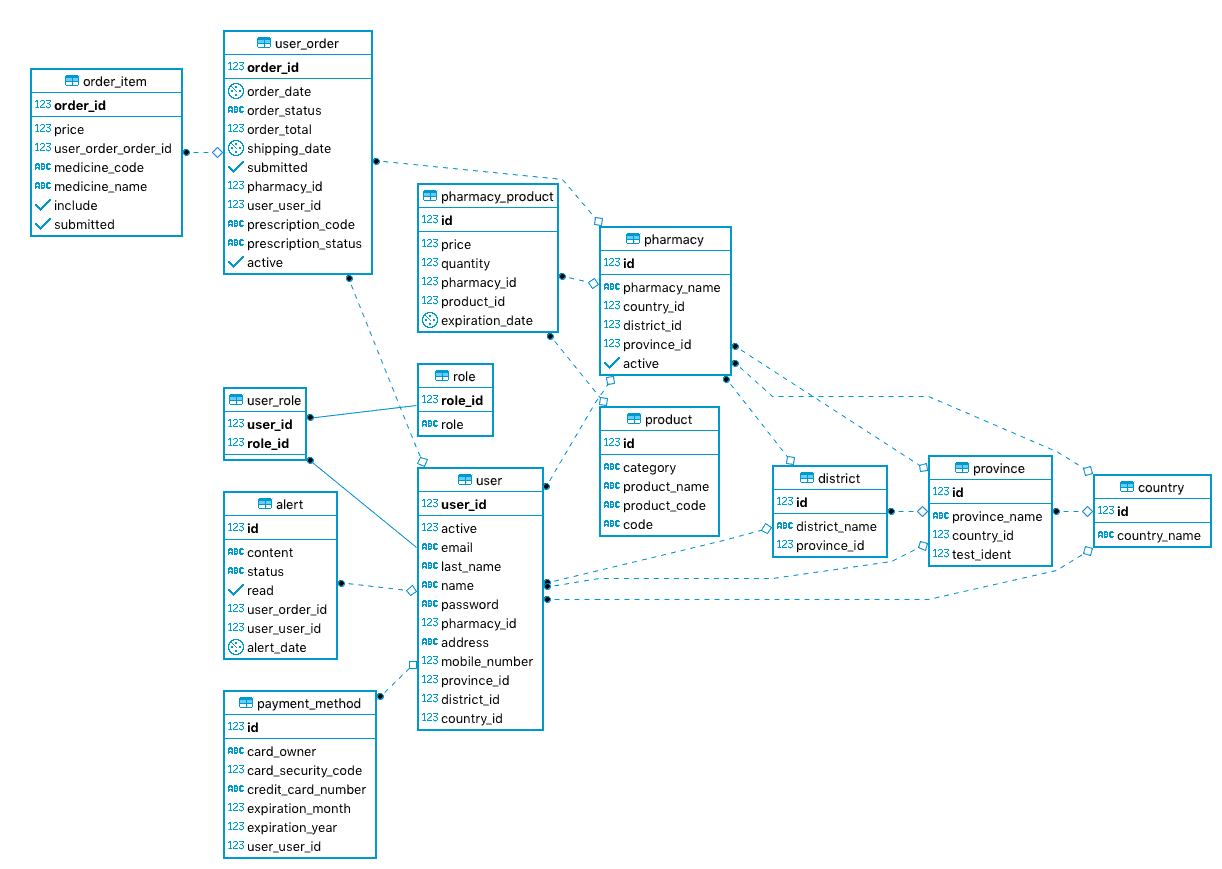 user_order
123 order_id
order_date
ABC order_status
123 order_total
shipping_date
submitted
123 pharmacy_id
123 user_user_id
ABC prescription_code
ABC prescription_status
active
order_item
123 order_id
123 price
123 user_order_order_id
ABC medicine_code
ABC medicine_name
include
submitted
pharmacy_product
123 id
123 price
123 quantity
123 pharmacy_id
123 product_id
expiration_date
pharmacy
123 id
ABC pharmacy_name
123 country_id
123 district_id
123 province_id
active
role
123 role_id
ABC role
user_role
123 user_id
123 role_id
product
123 id
ABC category
ABC product_name
ABC product_code
ABC code
user
123 user_id
123 active
ABC email
ABC last_name
ABC name
ABC password
123 pharmacy_id
ABC address
123 mobile_number
123 province_id
123 district_id
123 country_id
district
123 id
ABC district_name
123 province_id
province
123 id
ABC province_name
123 country_id
123 test_ident
country
123 id
ABC country_name
alert
123 id
ABC content
ABC status
read
123 user_order_id
123 user_user_id
alert_date
payment_method
123 id
ABC card_owner
123 card_security_code
ABC credit_card_number
123 expiration_month
123 expiration_year
123 user_user_id